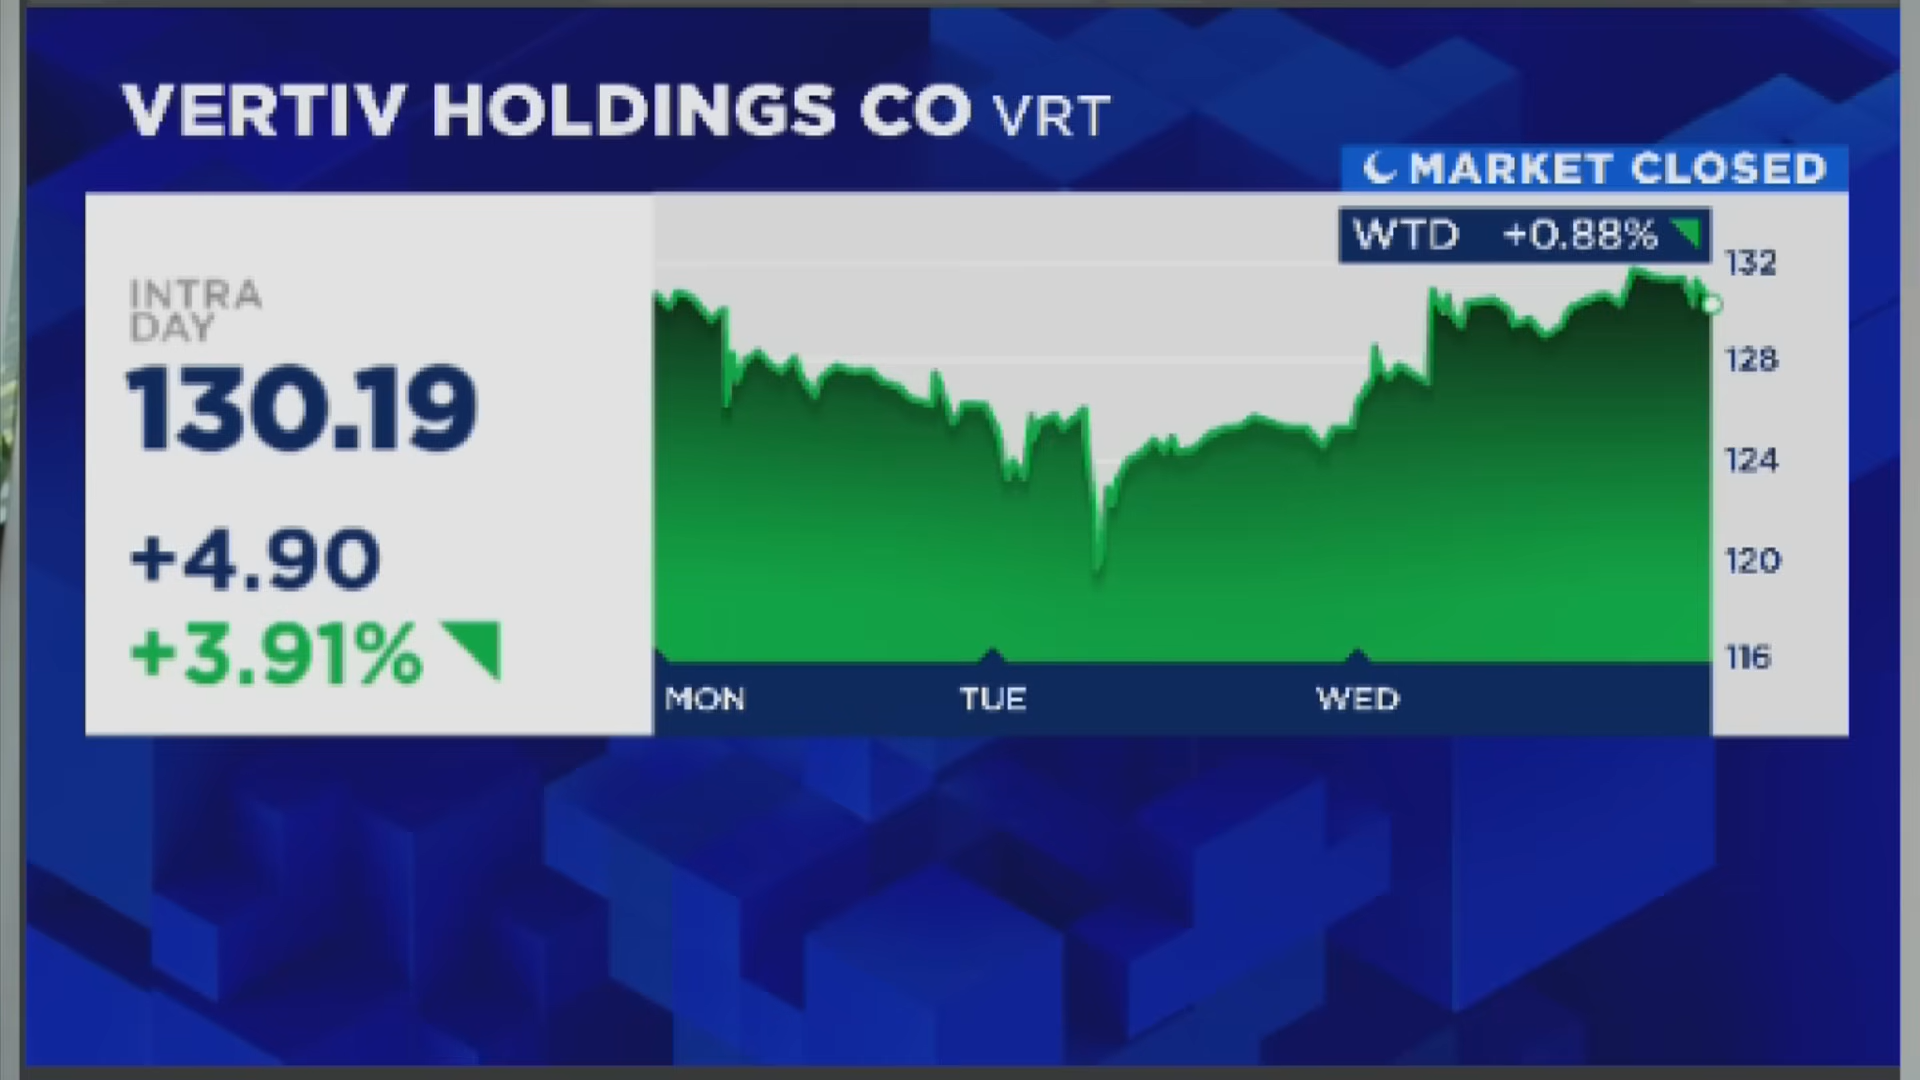 VERTIV HOLDINGS CO VRT
MARKET CLOSED
WTD +0.88%
INTRA
DAY
130.19
+4.90
+3.91%
132
128
124
120
116
MON TUE WED